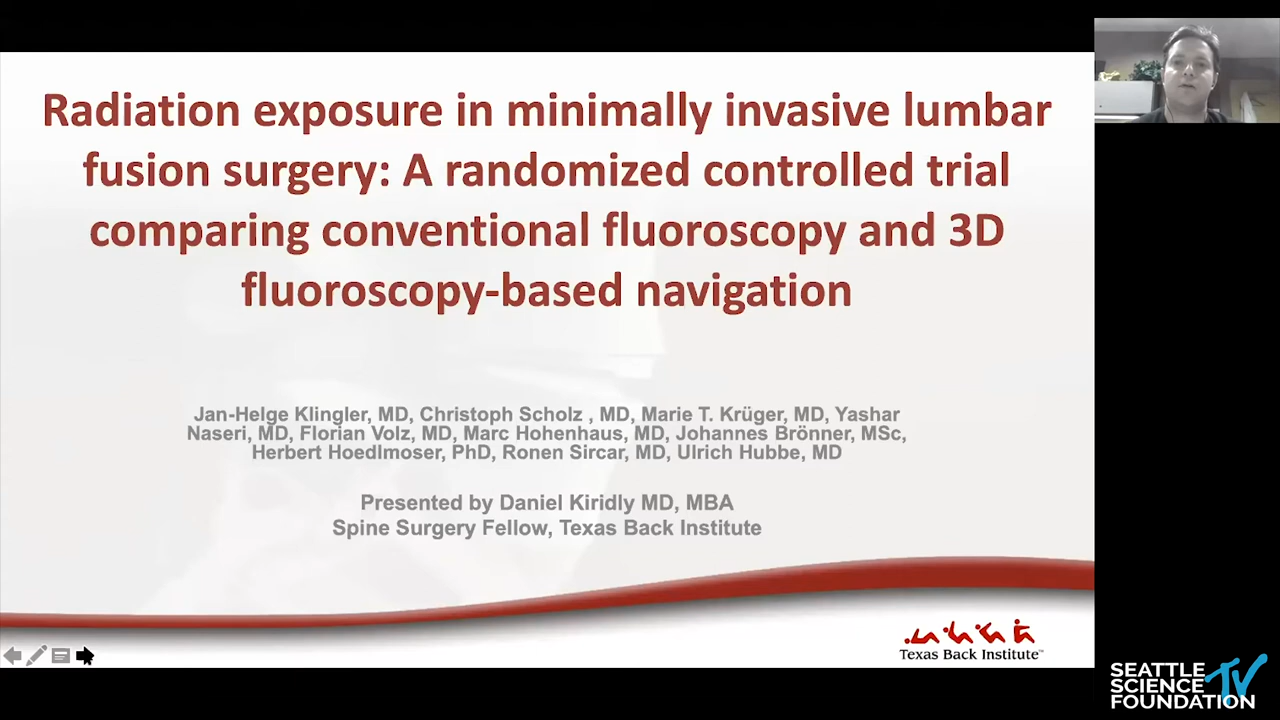 Radiation exposure in minimally invasive lumbar
fusion surgery: A randomized controlled trial
comparing conventional fluoroscopy and 3D
fluoroscopy-based navigation
Jan-Helge Klingler, MD, Christoph Scholz , MD, Marie T. Krüger, MD, Yashar
Naseri, MD, Florian Volz, MD, Marc Hohenhaus, MD, Johannes Brönner, MSc,
Herbert Hoedlmoser, PhD, Ronen Sircar, MD, Ulrich Hubbe, MD
Presented by Daniel Kiridly MD, MBA
Spine Surgery Fellow, Texas Back Institute
Texas Back Institute™
SEATTLE
SCIENCE TV
FOUNDATION